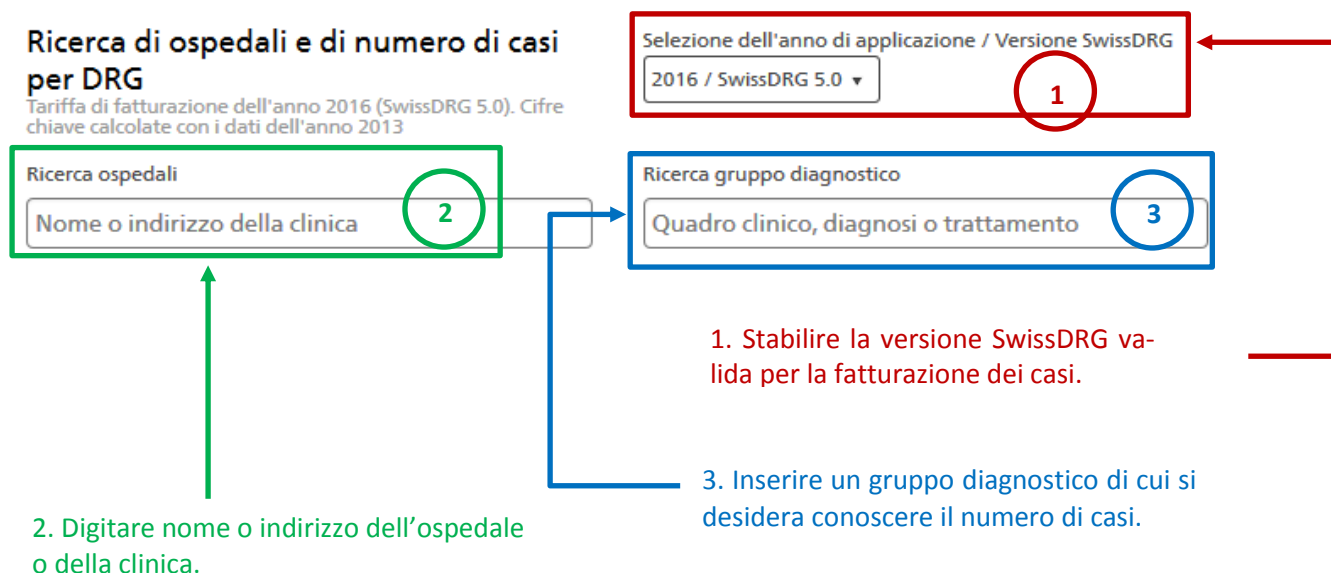 Ricerca di ospedali e di numero di casi
per DRG
Tariffa di fatturazione dell'anno 2016 (SwissDRG 5.0). Cifre
chiave calcolate con i dati dell'anno 2013
Selezione dell'anno di applicazione / Versione SwissDRG
2016 / SwissDRG 5.0
1
Ricerca ospedali
Nome o indirizzo della clinica
2
Ricerca gruppo diagnostico
Quadro clinico, diagnosi o trattamento
3
1. Stabilire la versione SwissDRG va-
lida per la fatturazione dei casi.
3. Inserire un gruppo diagnostico di cui si
desidera conoscere il numero di casi.
2. Digitare nome o indirizzo dell’ospedale
o della clinica.